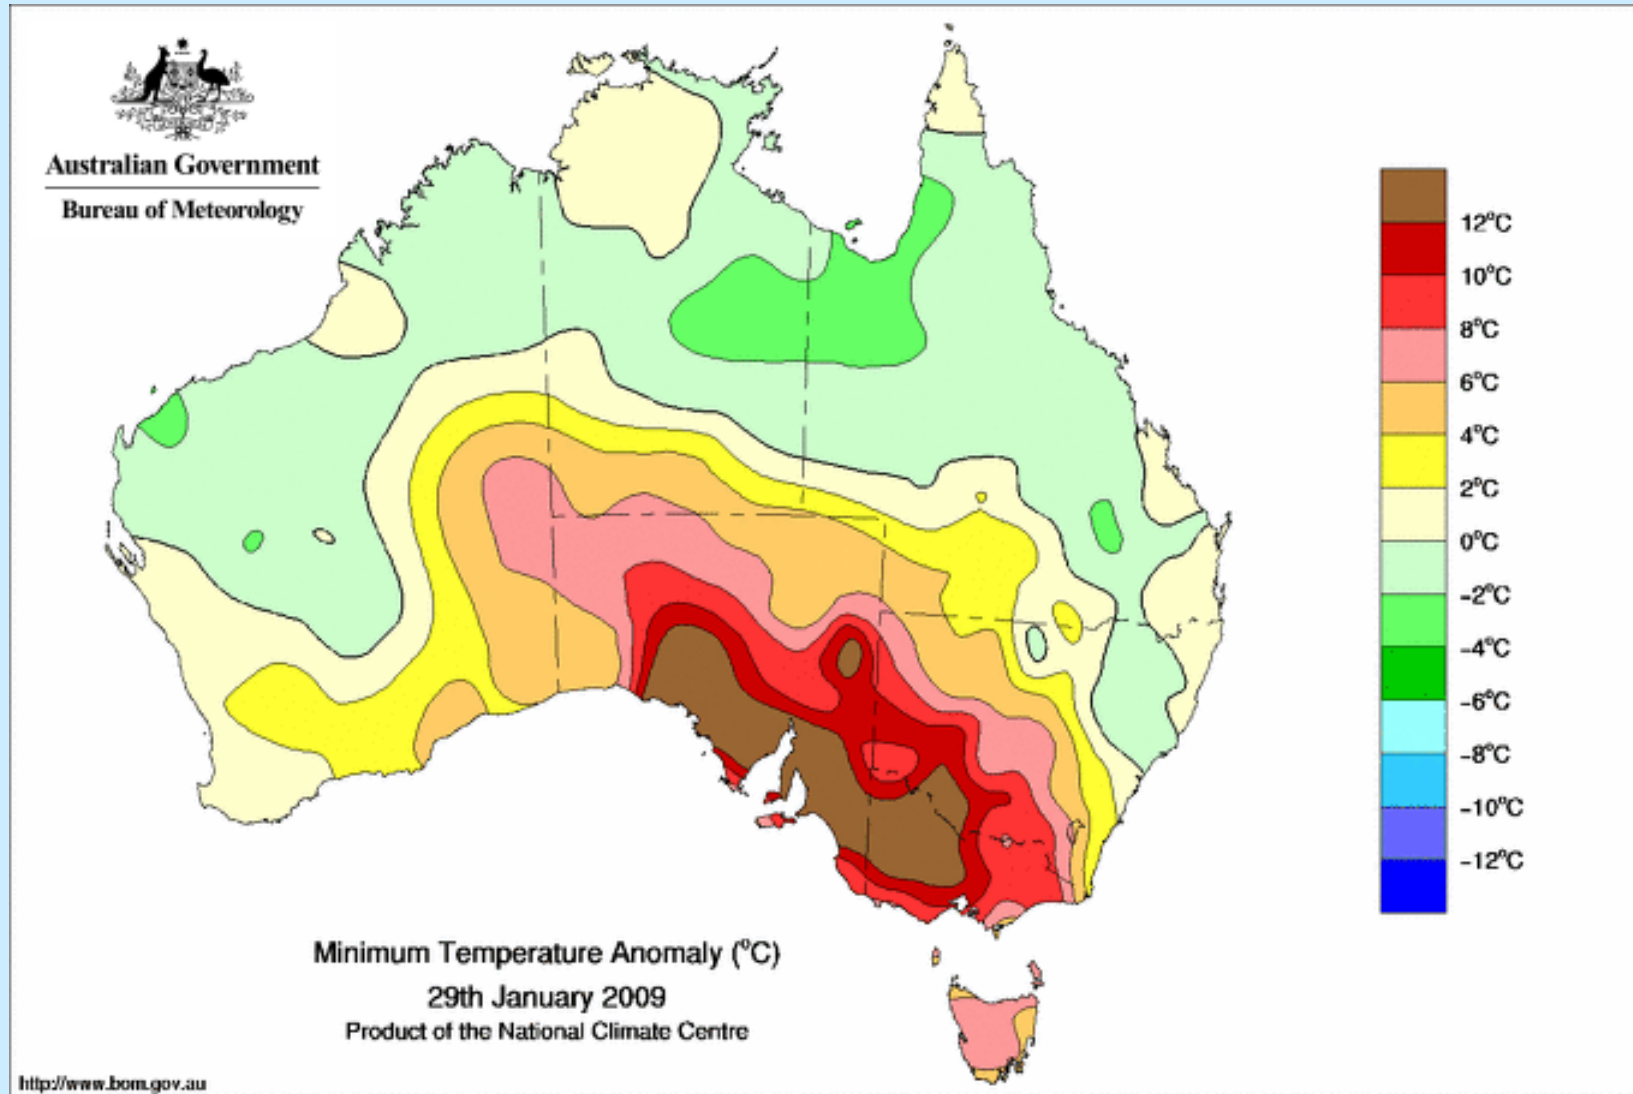 Australian Government
Bureau of Meteorology
12°C
10°C
8°C
6°C
4°C
2°C
0°C
-2°C
-4°C
-6°C
-8°C
-10°C
-12°C
Minimum Temperature Anomaly (°C)
29th January 2009
Product of the National Climate Centre
http://www.bom.gov.au